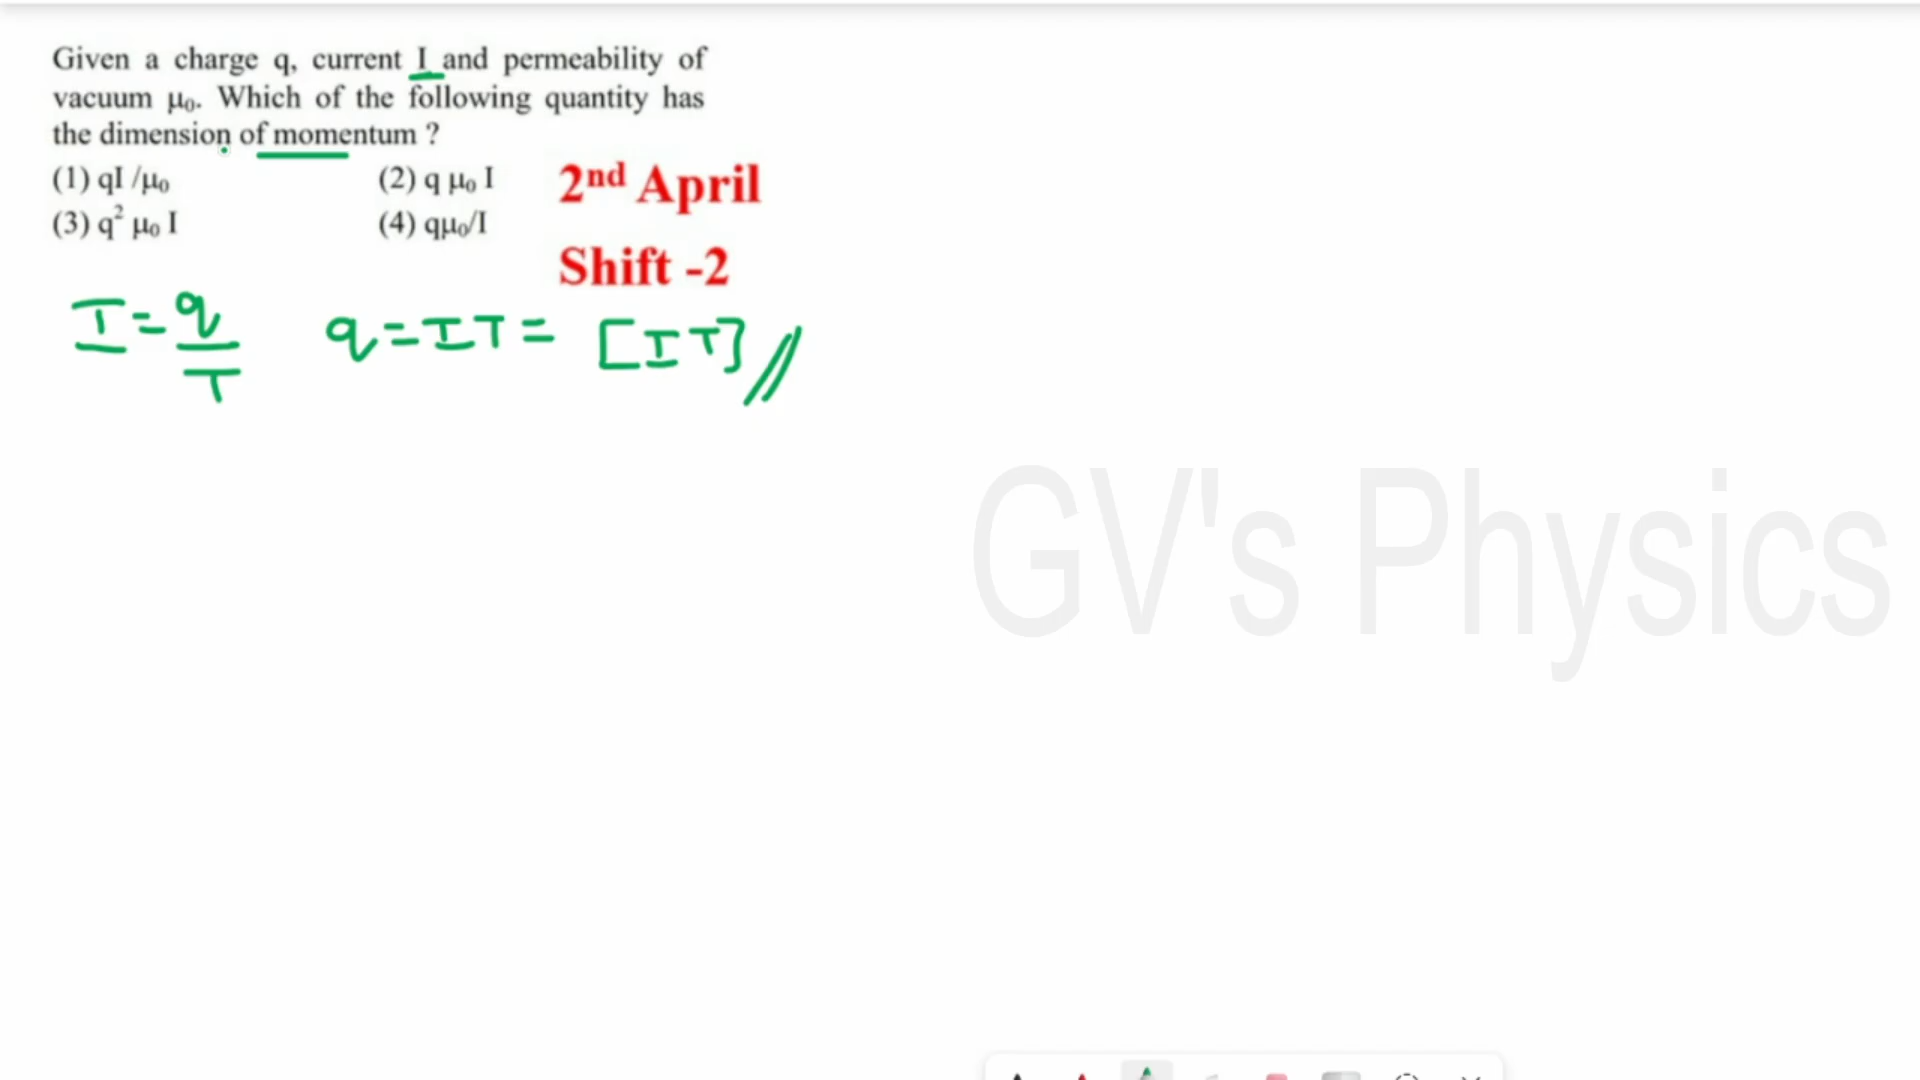 Given a charge q, current I and permeability of
vacuum μ₀. Which of the following quantity has
the dimension of momentum ?
(1) qI /μ₀ (2) q μ₀ I
(3) q² μ₀ I (4) qμ₀/I
2nd April
Shift -2
I = q/T q = IT = [IT]//
GV's Physics